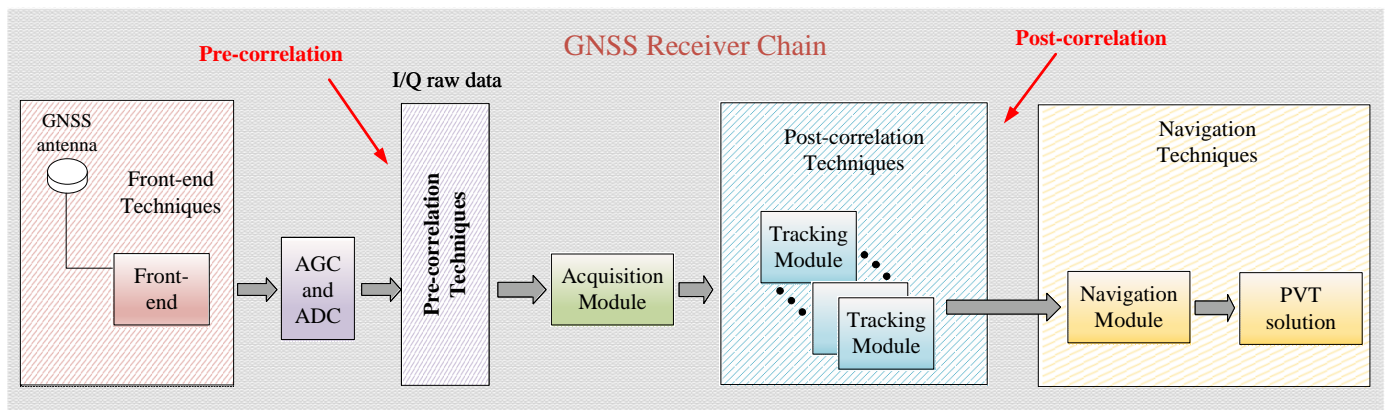 GNSS Receiver Chain
Pre-correlation
Post-correlation
I/Q raw data
GNSS
antenna
Front-end
Techniques
Front-
end
AGC
and
ADC
Pre-correlation
Techniques
Acquisition
Module
Post-correlation
Techniques
Tracking
Module
Tracking
Module
Navigation
Techniques
Navigation
Module
PVT
solution